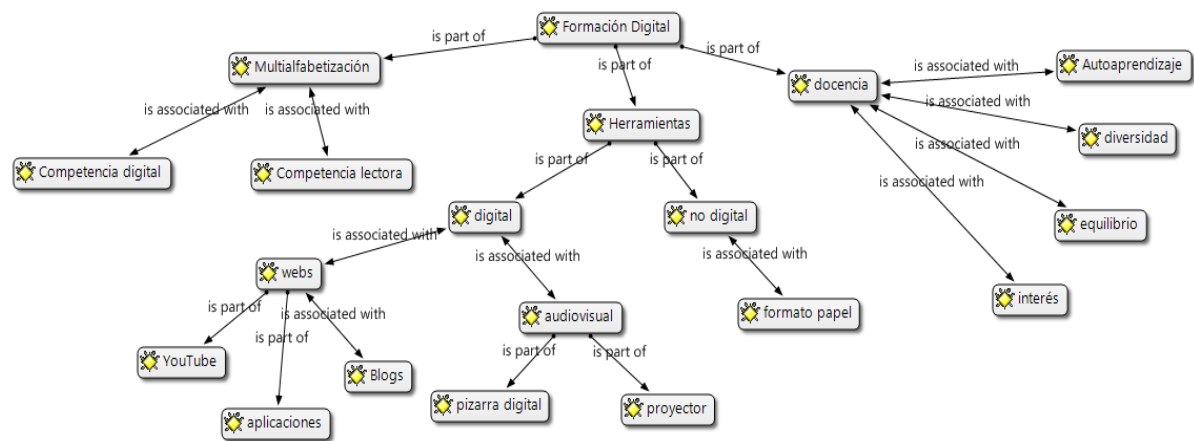 Formación Digital
is part of
is part of
is part of
Multialfabetización
docencia
is associated with
Autoaprendizaje
is associated with
is associated with
Herramientas
is associated with
diversidad
is associated with
Competencia digital
Competencia lectora
is part of
is part of
is associated with
digital
no digital
equilibrio
is associated with
is associated with
is associated with
webs
interés
is part of
is associated with
is part of
audiovisual
formato papel
is part of
is part of
YouTube
Blogs
pizarra digital
proyector
aplicaciones